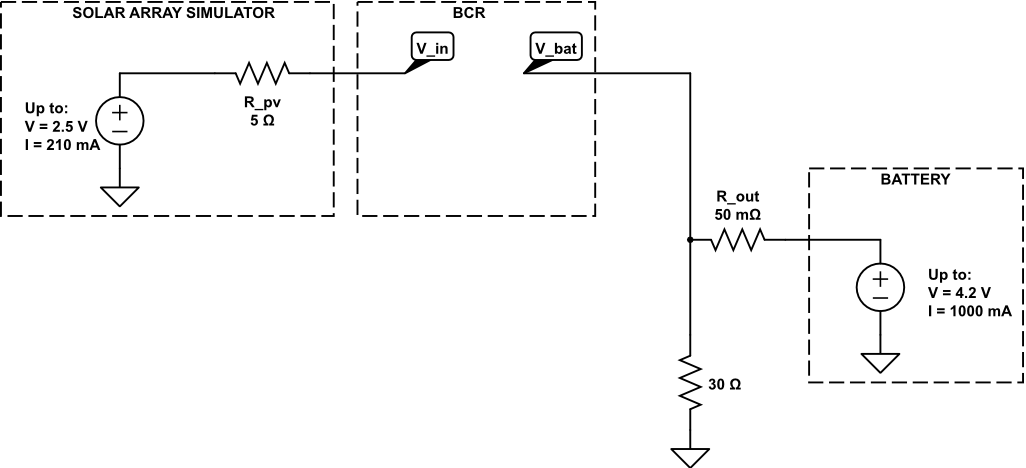 SOLAR ARRAY SIMULATOR
BCR
V_in
V_bat
R_pv
5 Ω
Up to:
V = 2.5 V
I = 210 mA
BATTERY
R_out
50 mΩ
Up to:
V = 4.2 V
I = 1000 mA
30 Ω